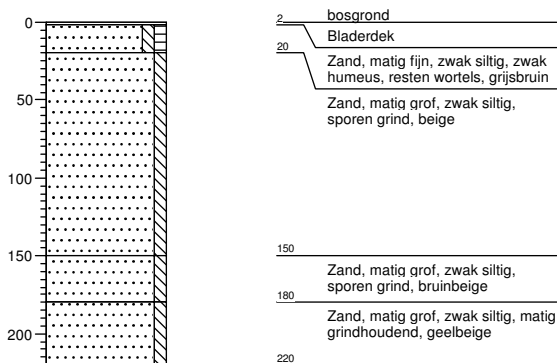 0
50
100
150
200
2
bosgrond
Bladerdek
20
Zand, matig fijn, zwak siltig, zwak
humeus, resten wortels, grijsbruin
Zand, matig grof, zwak siltig,
sporen grind, beige
150
Zand, matig grof, zwak siltig,
sporen grind, bruinbeige
180
Zand, matig grof, zwak siltig, matig
grindhoudend, geelbeige
220